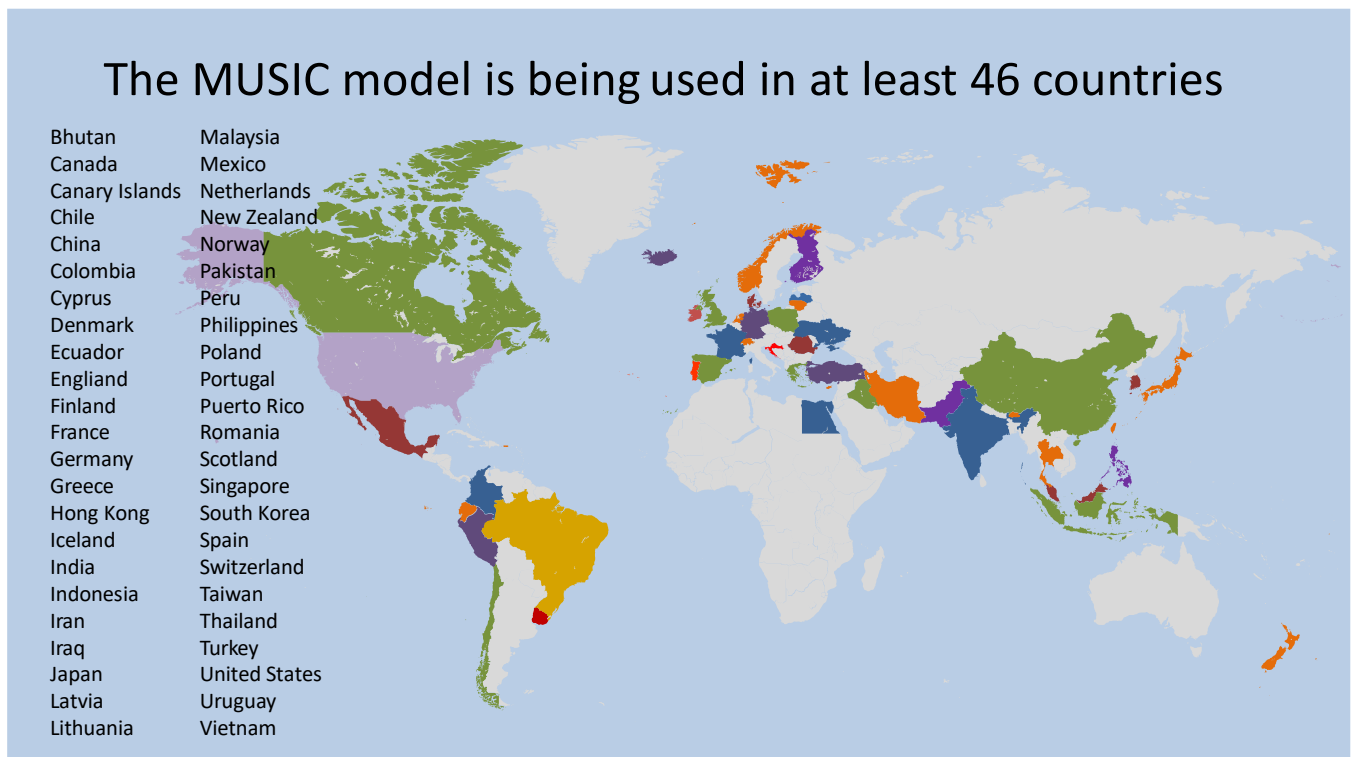 The MUSIC model is being used in at least 46 countries
Bhutan
Canada
Canary Islands
Chile
China
Colombia
Cyprus
Denmark
Ecuador
Engliand
Finland
France
Germany
Greece
Hong Kong
Iceland
India
Indonesia
Iran
Iraq
Japan
Latvia
Lithuania
Malaysia
Mexico
Netherlands
New Zealand
Norway
Pakistan
Peru
Philippines
Poland
Portugal
Puerto Rico
Romania
Scotland
Singapore
South Korea
Spain
Switzerland
Taiwan
Thailand
Turkey
United States
Uruguay
Vietnam